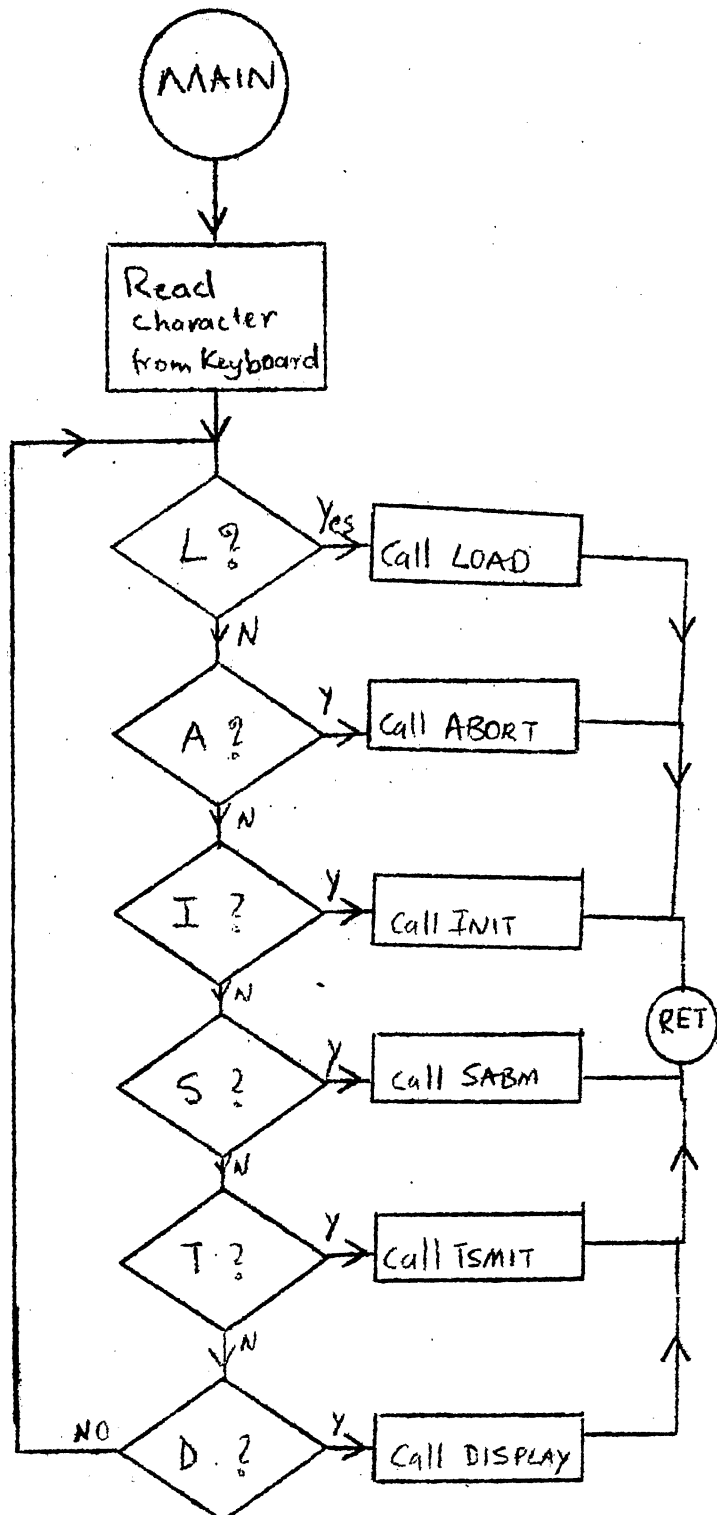 MAIN
Read
character
from Keyboard
L ?
Yes
Call LOAD
N
A ?
Y
Call ABORT
N
I ?
Y
Call INIT
N
S ?
Y
Call SABM
RET
N
T ?
Y
Call TSMIT
N
NO
D ?
Y
Call DISPLAY